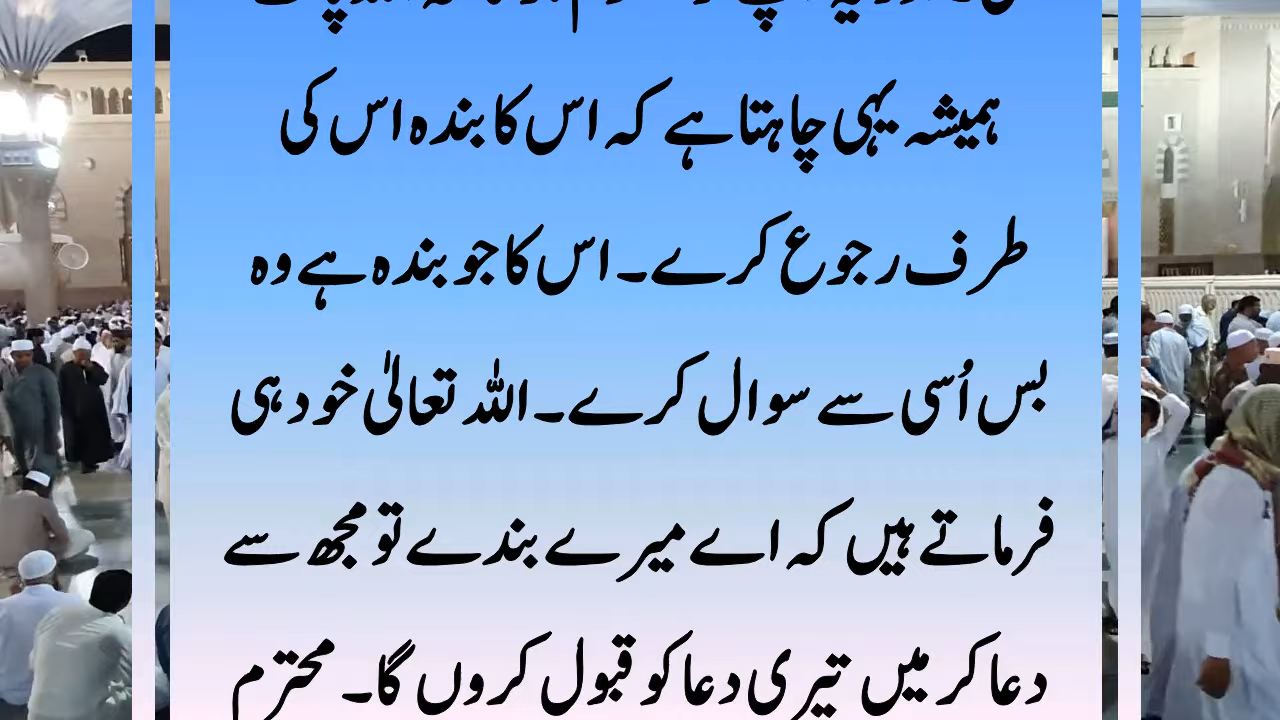 ہمیشہ یہی چاہتا ہے کہ اس کا بندہ اس کی
طرف رجوع کرے۔ اس کا جو بندہ ہے وہ
بس اُسی سے سوال کرے۔ اللہ تعالیٰ خود ہی
فرماتے ہیں کہ اے میرے بندے تو مجھ سے
دعا کر میں تیری دعا کو قبول کروں گا۔ محترم